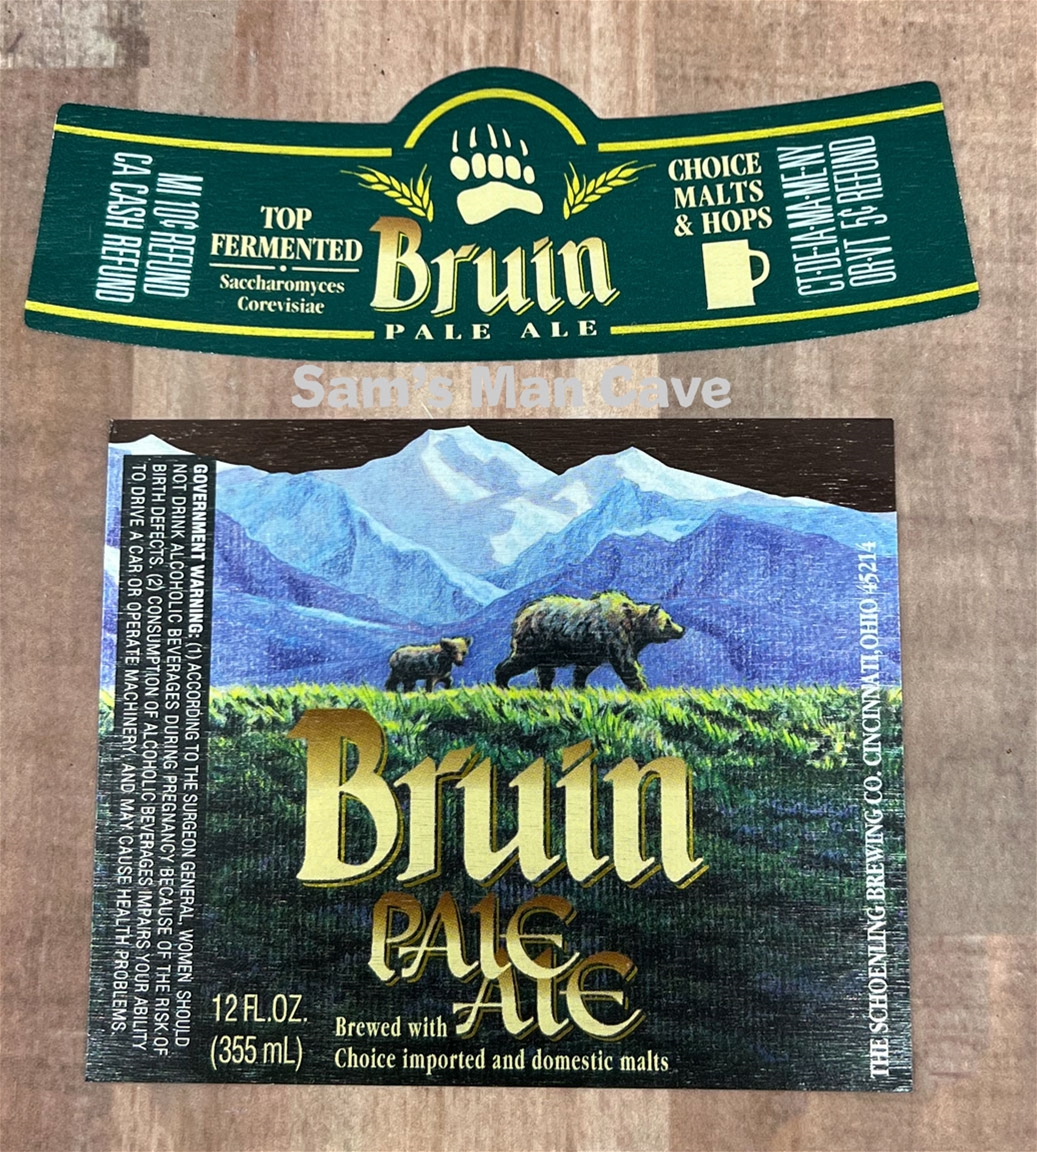 MI 10¢ REFUND
CA CASH REFUND
TOP
FERMENTED
Saccharomyces
Corevisiae
Bruin
PALE ALE
CHOICE
MALTS
& HOPS
CT·DE·IA·MA·ME·NY
OR·VT 5¢ REFUND
Sam's Man Cave
GOVERNMENT WARNING: (1) ACCORDING TO THE SURGEON GENERAL, WOMEN SHOULD
NOT DRINK ALCOHOLIC BEVERAGES DURING PREGNANCY BECAUSE OF THE RISK OF
BIRTH DEFECTS. (2) CONSUMPTION OF ALCOHOLIC BEVERAGES IMPAIRS YOUR ABILITY
TO DRIVE A CAR OR OPERATE MACHINERY, AND MAY CAUSE HEALTH PROBLEMS.
Bruin
PALE
ALE
12 FL.OZ.
(355 mL)
Brewed with
Choice imported and domestic malts
THE SCHOENLING BREWING CO. CINCINNATI, OHIO 45214